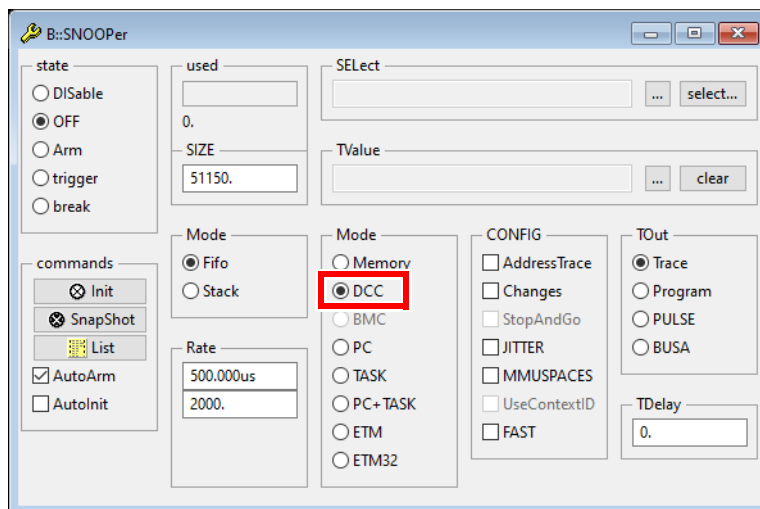 B::SNOOPer
state
DISable
OFF
Arm
trigger
break
used
0.
SIZE
51150.
SELect
... select...
TValue
... clear
commands
Init
SnapShot
List
AutoArm
AutoInit
Mode
Fifo
Stack
Rate
500.000us
2000.
Mode
Memory
DCC
BMC
PC
TASK
PC+TASK
ETM
ETM32
CONFIG
AddressTrace
Changes
StopAndGo
JITTER
MMUSPACES
UseContextID
FAST
TOut
Trace
Program
PULSE
BUSA
TDelay
0.